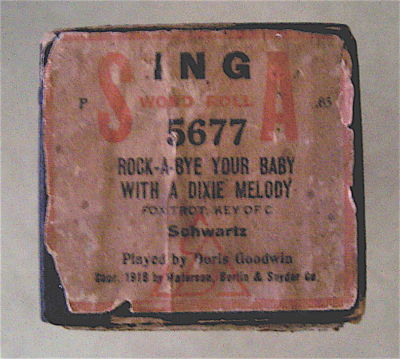 SINGA
WORD ROLL
P .85
5677
ROCK-A-BYE YOUR BABY
WITH A DIXIE MELODY
FOXTROT, KEY OF C
Schwartz
Played by Doris Goodwin
Copr. 1918 by Waterson, Berlin & Snyder Co.